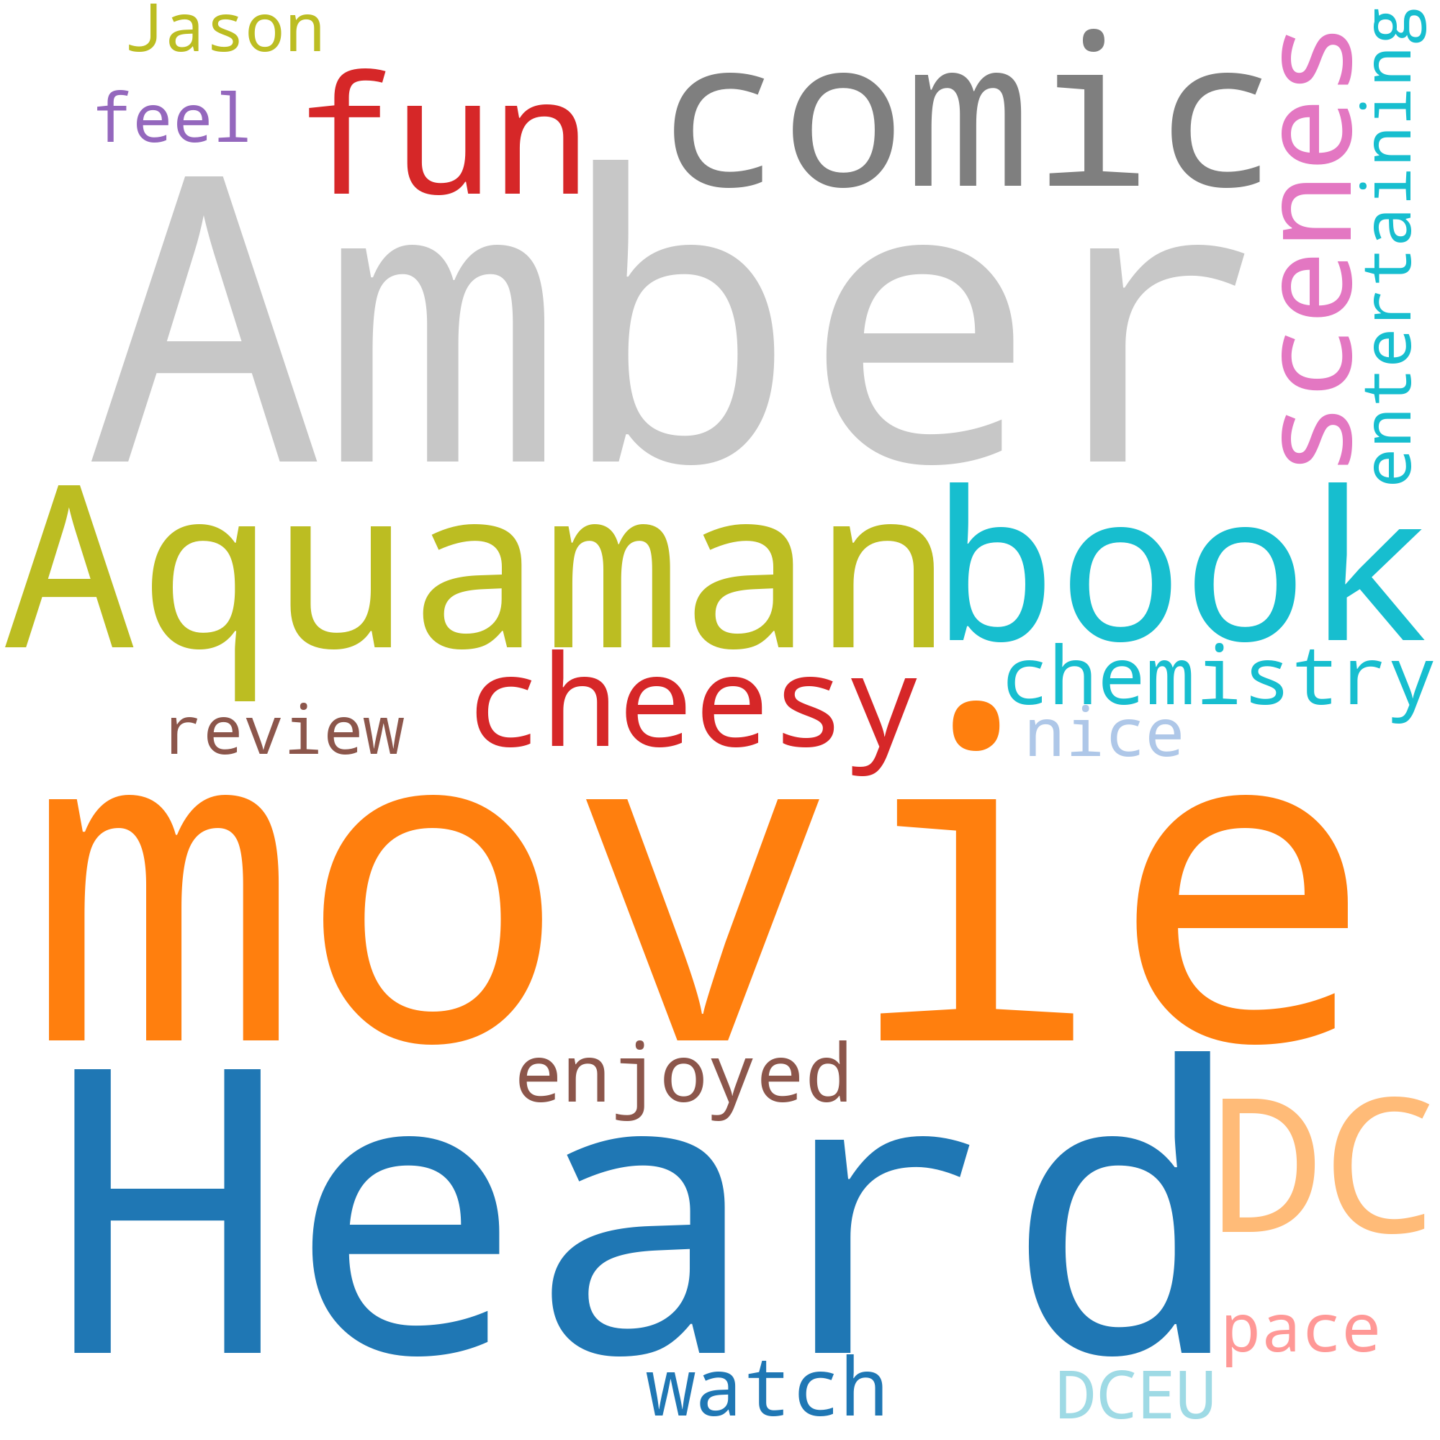 Jason
feel
fun
comic
scenes
entertaining
Amber
Aquaman
book
cheesy
chemistry
review
nice
movie
enjoyed
Heard
DC
pace
watch
DCEU